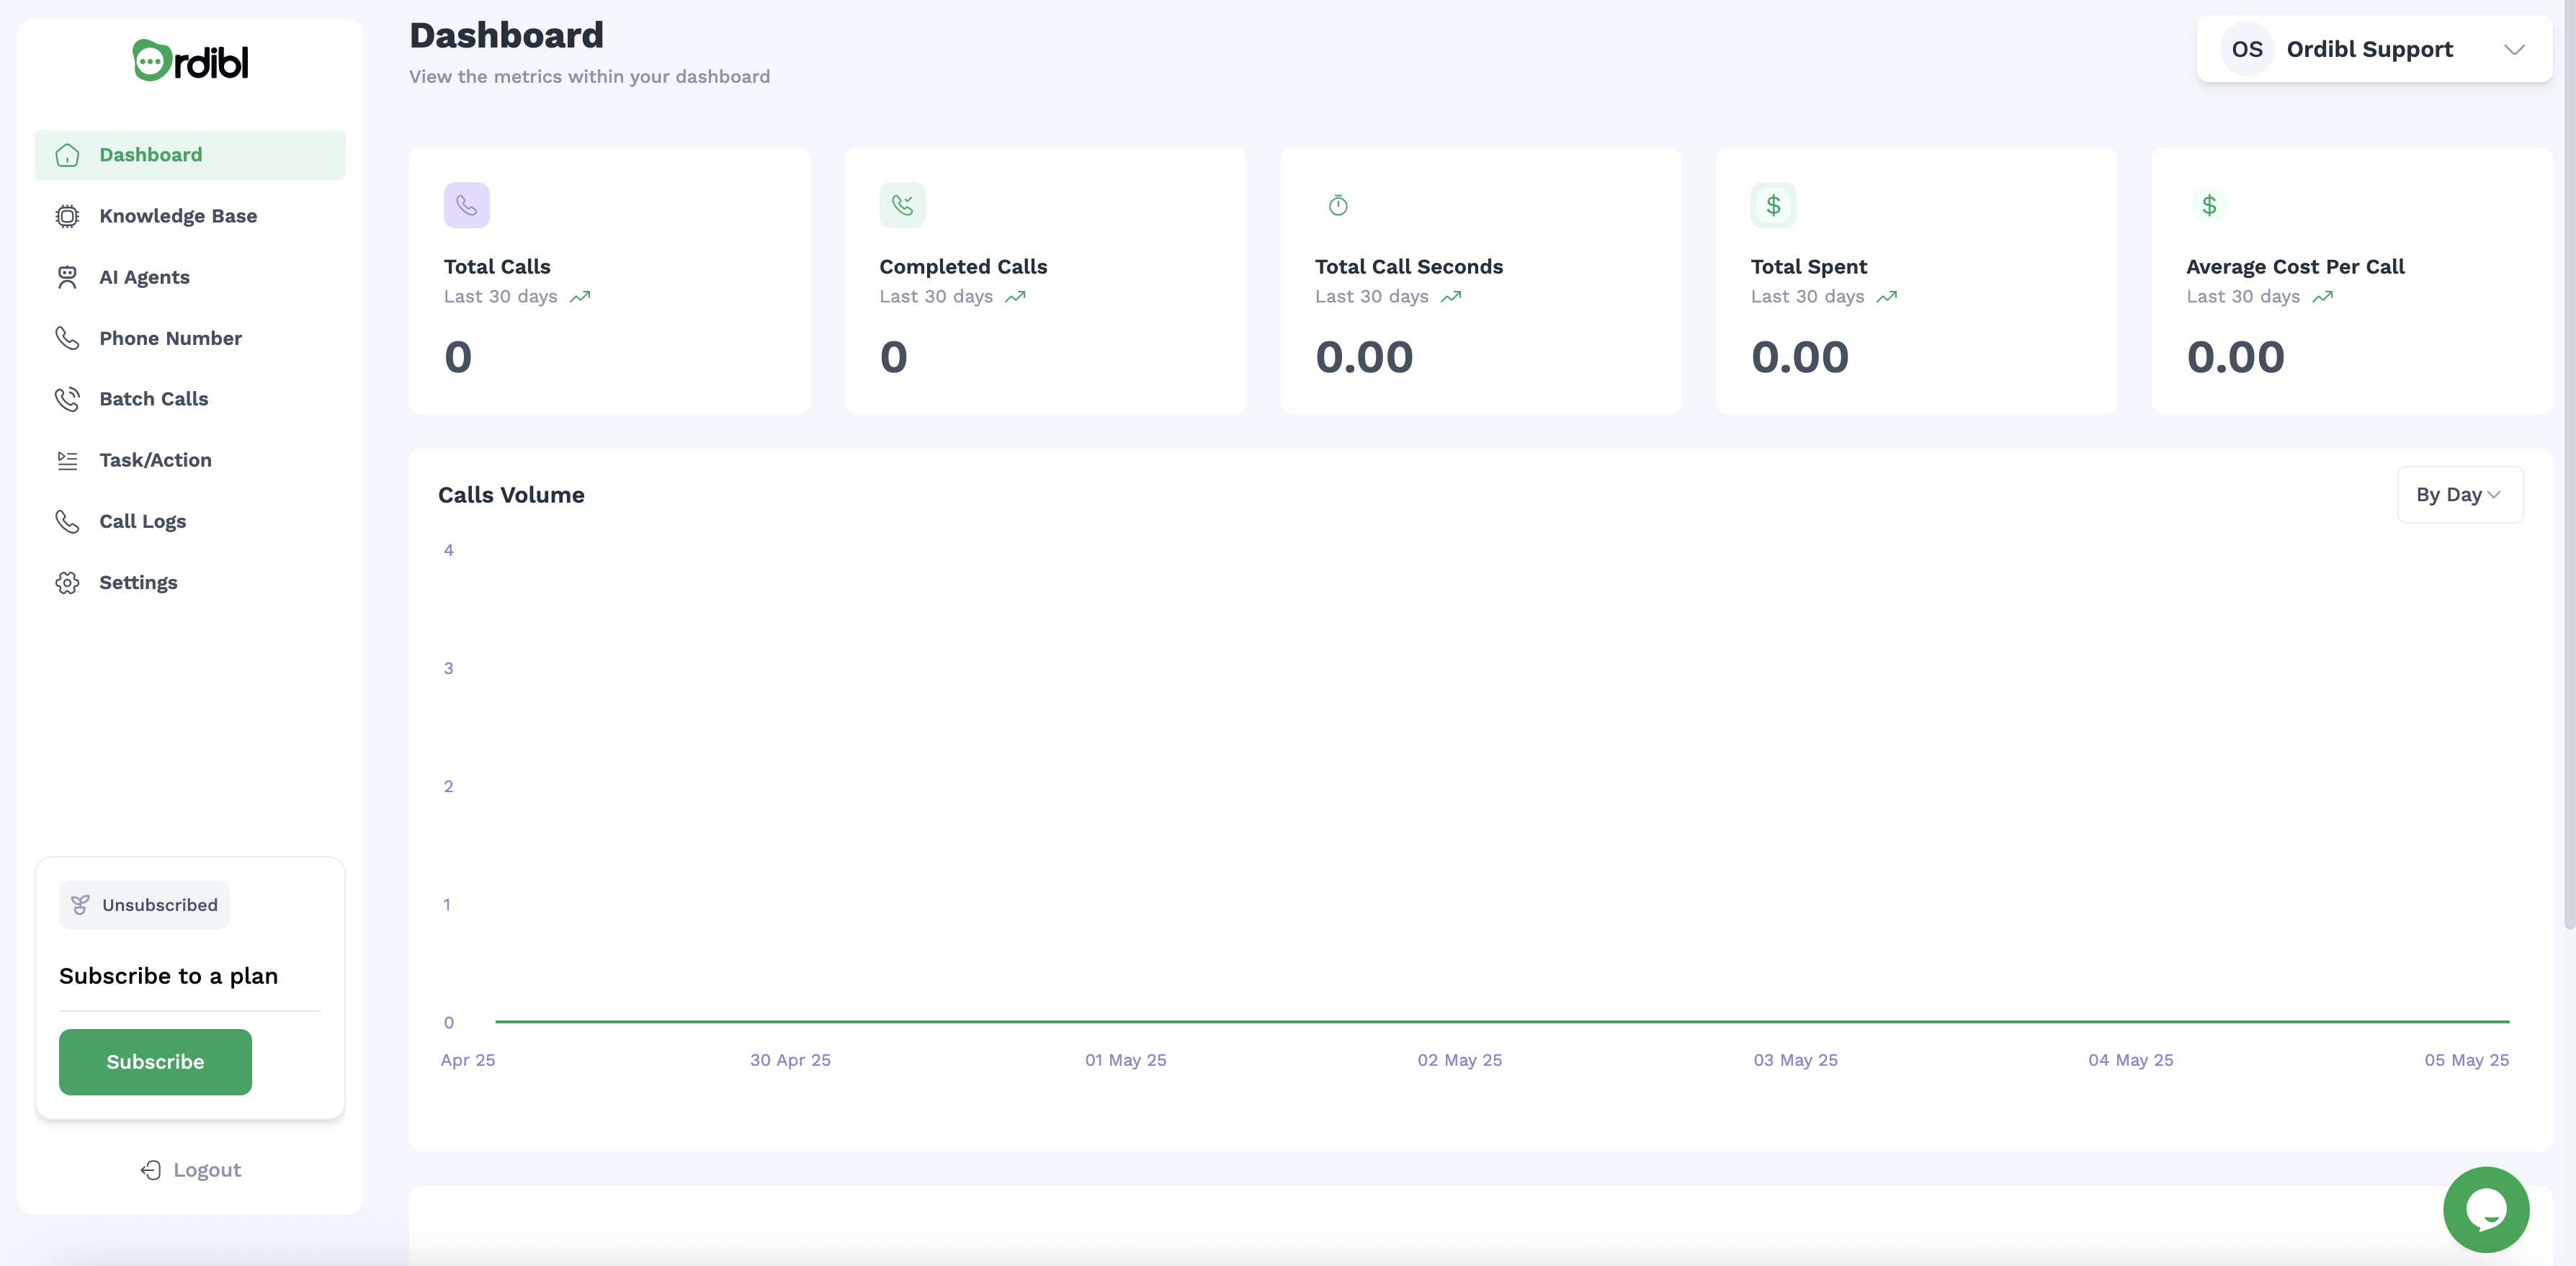 Ordibl
Dashboard
Knowledge Base
AI Agents
Phone Number
Batch Calls
Task/Action
Call Logs
Settings
Unsubscribed
Subscribe to a plan
Subscribe
Logout
Dashboard
View the metrics within your dashboard
OS Ordibl Support
Total Calls
Last 30 days
0
Completed Calls
Last 30 days
0
Total Call Seconds
Last 30 days
0.00
Total Spent
Last 30 days
0.00
Average Cost Per Call
Last 30 days
0.00
Calls Volume
By Day
4
3
2
1
0
Apr 25 30 Apr 25 01 May 25 02 May 25 03 May 25 04 May 25 05 May 25